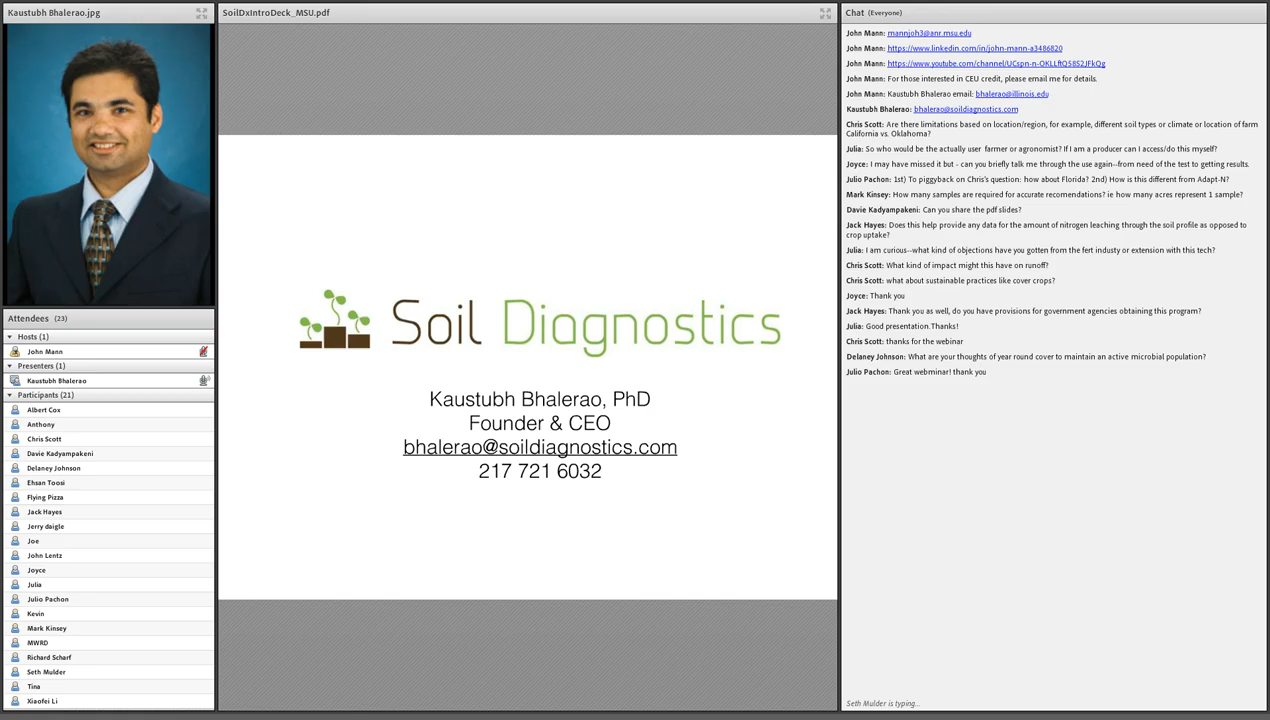 Kaustubh Bhalerao.jpg
Attendees (23)
Hosts (1)
John Mann
Presenters (1)
Kaustubh Bhalerao
Participants (21)
Albert Cox
Anthony
Chris Scott
Davie Kadyampakeni
Delaney Johnson
Ehsan Toosi
Flying Pizza
Jack Hayes
Jerry daigle
Joe
John Lentz
Joyce
Julia
Julio Pachon
Kevin
Mark Kinsey
MWRD
Richard Scharf
Seth Mulder
Tina
Xiaofei Li
SoilDxIntroDeck_MSU.pdf
Soil Diagnostics
Kaustubh Bhalerao, PhD
Founder & CEO
bhalerao@soildiagnostics.com
217 721 6032
Chat (Everyone)
John Mann: mannjoh3@anr.msu.edu
John Mann: https://www.linkedin.com/in/john-mann-a3486820
John Mann:
John Mann: For those interested in CEU credit, please email me for details.
John Mann: Kaustubh Bhalerao email: bhalerao@illinois.edu
Kaustubh Bhalerao: bhalerao@soildiagnostics.com
Chris Scott: Are there limitations based on location/region, for example, different soil types or climate or location of farm
California vs. Oklahoma?
Julia: So who would be the actually user farmer or agronomist? If I am a producer can I access/do this myself?
Joyce: I may have missed it but - can you briefly talk me through the use again--from need of the test to getting results.
Julio Pachon: 1st) To piggyback on Chris's question: how about Florida? 2nd) How is this different from Adapt-N?
Mark Kinsey: How many samples are required for accurate recomendations? ie how many acres represent 1 sample?
Davie Kadyampakeni: Can you share the pdf slides?
Jack Hayes: Does this help provide any data for the amount of nitrogen leaching through the soil profile as opposed to
crop uptake?
Julia: I am curious--what kind of objections have you gotten from the fert industy or extension with this tech?
Chris Scott: What kind of impact might this have on runoff?
Chris Scott: what about sustainable practices like cover crops?
Joyce: Thank you
Jack Hayes: Thank you as well, do you have provisions for government agencies obtaining this program?
Julia: Good presentation.Thanks!
Chris Scott: thanks for the webinar
Delaney Johnson: What are your thoughts of year round cover to maintain an active microbial population?
Julio Pachon: Great webminar! thank you
Seth Mulder is typing...